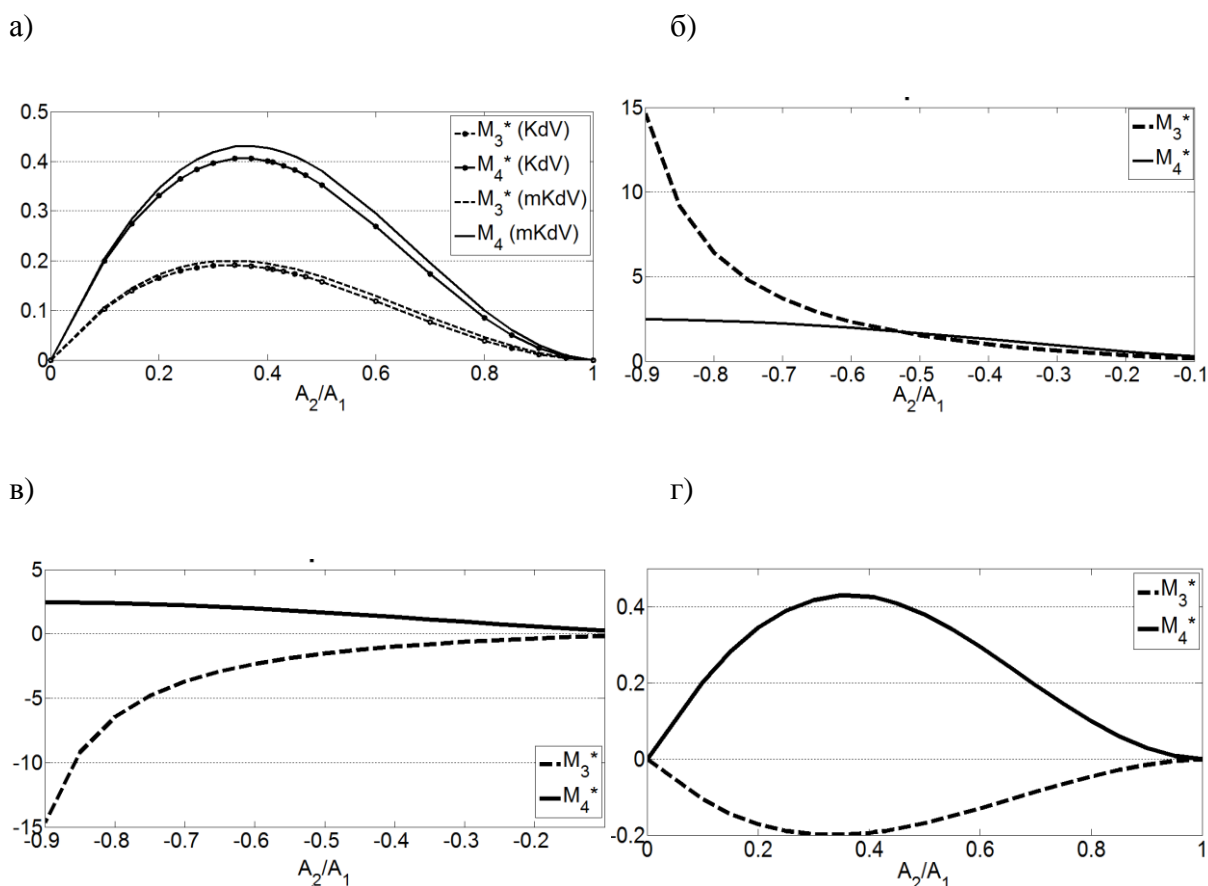 а)
б)
0.5
0.4
0.3
0.2
0.1
0
0 0.2 0.4 0.6 0.8 1
A2/A1
M3* (KdV)
M4* (KdV)
M3* (mKdV)
M4 (mKdV)
15
10
5
0
-0.9 -0.8 -0.7 -0.6 -0.5 -0.4 -0.3 -0.2 -0.1
A2/A1
M3*
M4*
в)
г)
5
0
-5
-10
-15
-0.9 -0.8 -0.7 -0.6 -0.5 -0.4 -0.3 -0.2
A2/A1
M3*
M4*
0.4
0.2
0
-0.2
0 0.2 0.4 0.6 0.8 1
A2/A1
M3*
M4*